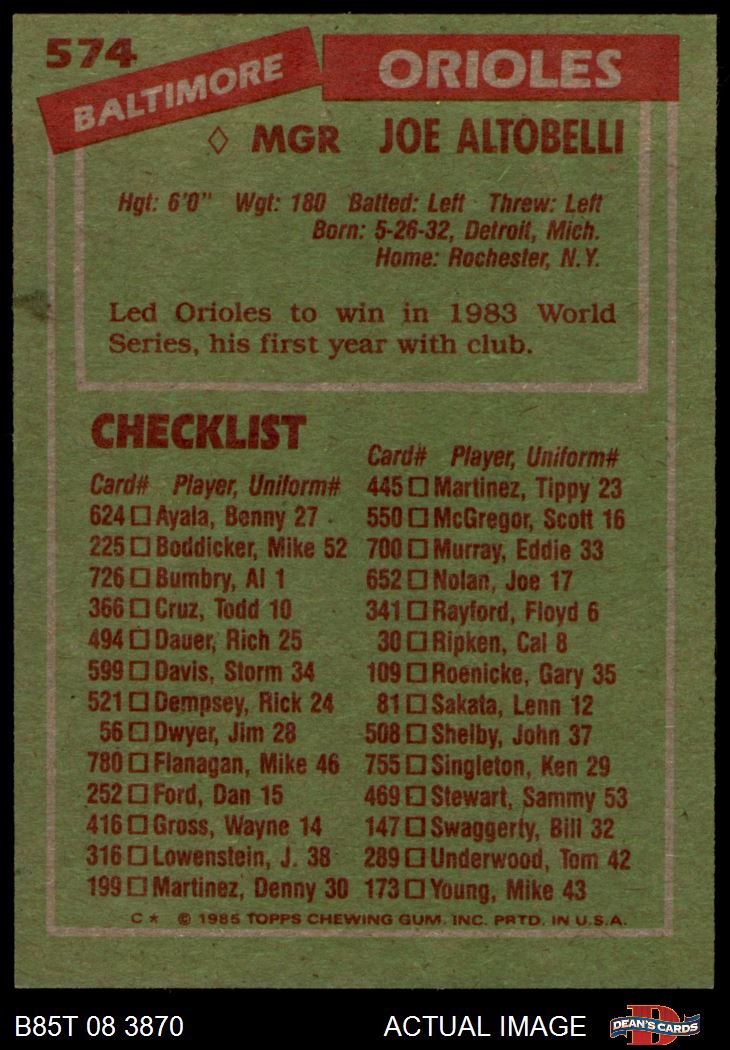 574
BALTIMORE ORIOLES
◊ MGR JOE ALTOBELLI
Hgt: 6'0" Wgt: 180 Batted: Left Threw: Left
Born: 5-26-32, Detroit, Mich.
Home: Rochester, N.Y.
Led Orioles to win in 1983 World
Series, his first year with club.
CHECKLIST
Card# Player, Uniform#
624 □ Ayala, Benny 27
225 □ Boddicker, Mike 52
726 □ Bumbry, Al 1
366 □ Cruz, Todd 10
494 □ Dauer, Rich 25
599 □ Davis, Storm 34
521 □ Dempsey, Rick 24
56 □ Dwyer, Jim 28
780 □ Flanagan, Mike 46
252 □ Ford, Dan 15
416 □ Gross, Wayne 14
316 □ Lowenstein, J. 38
199 □ Martinez, Denny 30
Card# Player, Uniform#
445 □ Martinez, Tippy 23
550 □ McGregor, Scott 16
700 □ Murray, Eddie 33
652 □ Nolan, Joe 17
341 □ Rayford, Floyd 6
30 □ Ripken, Cal 8
109 □ Roenicke, Gary 35
81 □ Sakata, Lenn 12
508 □ Shelby, John 37
755 □ Singleton, Ken 29
469 □ Stewart, Sammy 53
147 □ Swaggerty, Bill 32
289 □ Underwood, Tom 42
173 □ Young, Mike 43
C * © 1985 TOPPS CHEWING GUM. INC. PRTD. IN U.S.A.
B85T 08 3870 ACTUAL IMAGE
D
DEAN'S CARDS